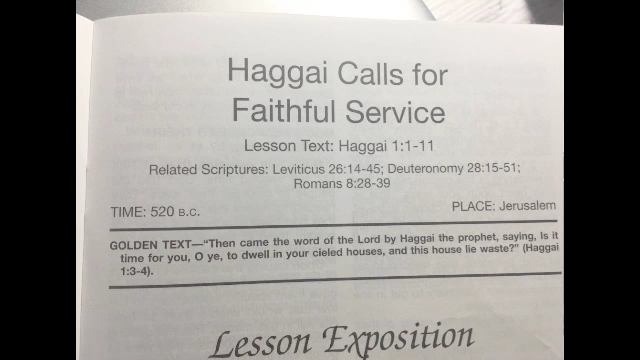 Haggai Calls for
Faithful Service
Lesson Text: Haggai 1:1-11
Related Scriptures: Leviticus 26:14-45; Deuteronomy 28:15-51;
Romans 8:28-39
TIME: 520 B.C.
PLACE: Jerusalem
GOLDEN TEXT—“Then came the word of the Lord by Haggai the prophet, saying, Is it
time for you, O ye, to dwell in your cieled houses, and this house lie waste?” (Haggai
1:3-4).
Lesson Exposition